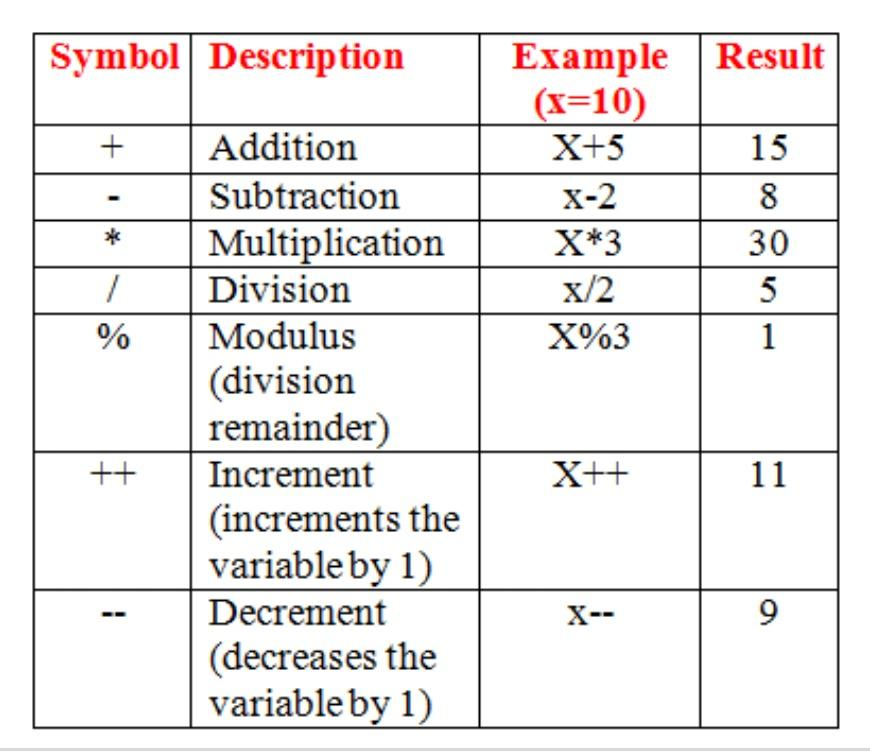 Symbol Description Example Result
(x=10)
+ Addition X+5 15
- Subtraction x-2 8
* Multiplication X*3 30
/ Division x/2 5
% Modulus X%3 1
(division
remainder)
++ Increment X++ 11
(increments the
variable by 1)
-- Decrement x-- 9
(decreases the
variable by 1)